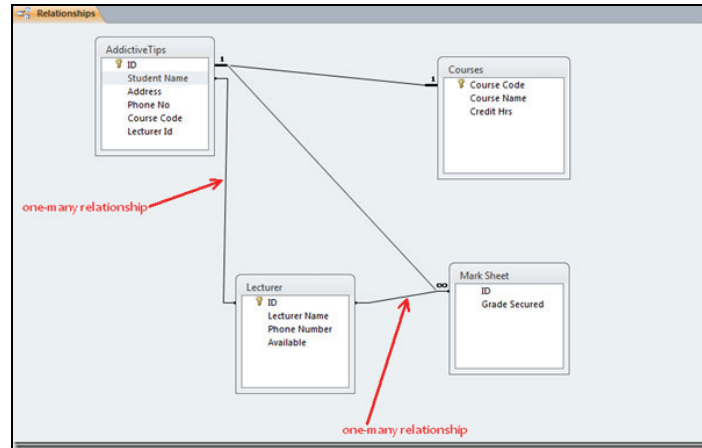 Relationships
AddictiveTips
ID
Student Name
Address
Phone No
Course Code
Lecturer Id
1
1
Courses
Course Code
Course Name
Credit Hrs
one-many relationship
Lecturer
ID
Lecturer Name
Phone Number
Available
∞
Mark Sheet
ID
Grade Secured
one-many relationship